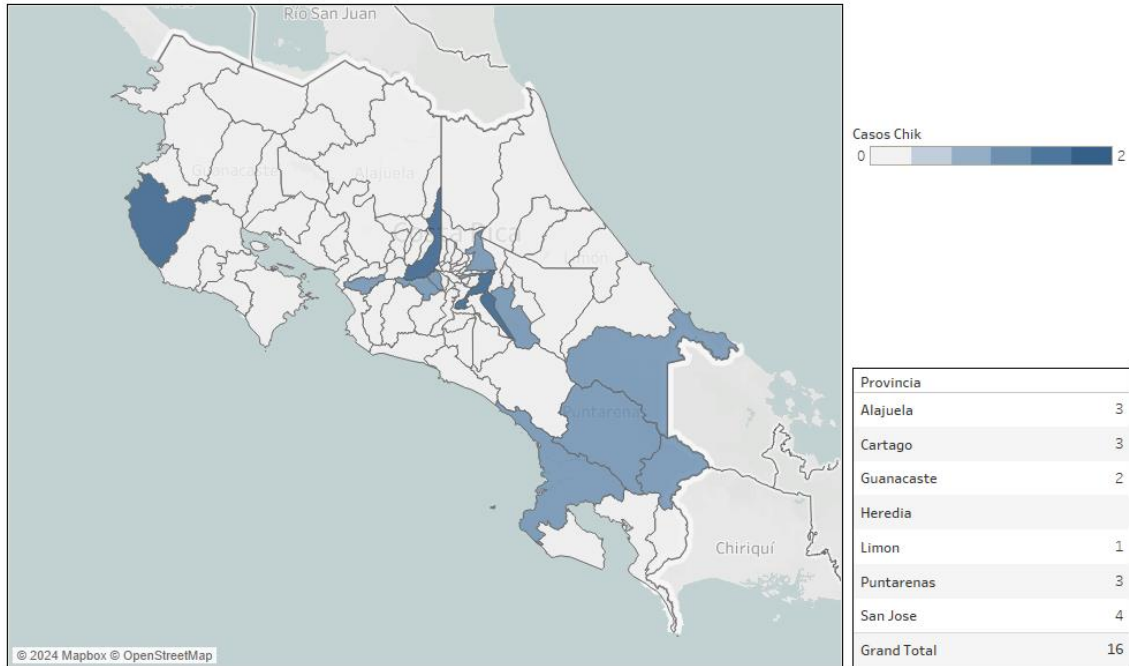 Río San Juan
Guanacaste
Alajuela
Costa Rica
Limón
Puntarenas
Chiriquí
© 2024 Mapbox © OpenStreetMap
Casos Chik
0 2
Provincia
Alajuela 3
Cartago 3
Guanacaste 2
Heredia
Limon 1
Puntarenas 3
San Jose 4
Grand Total 16